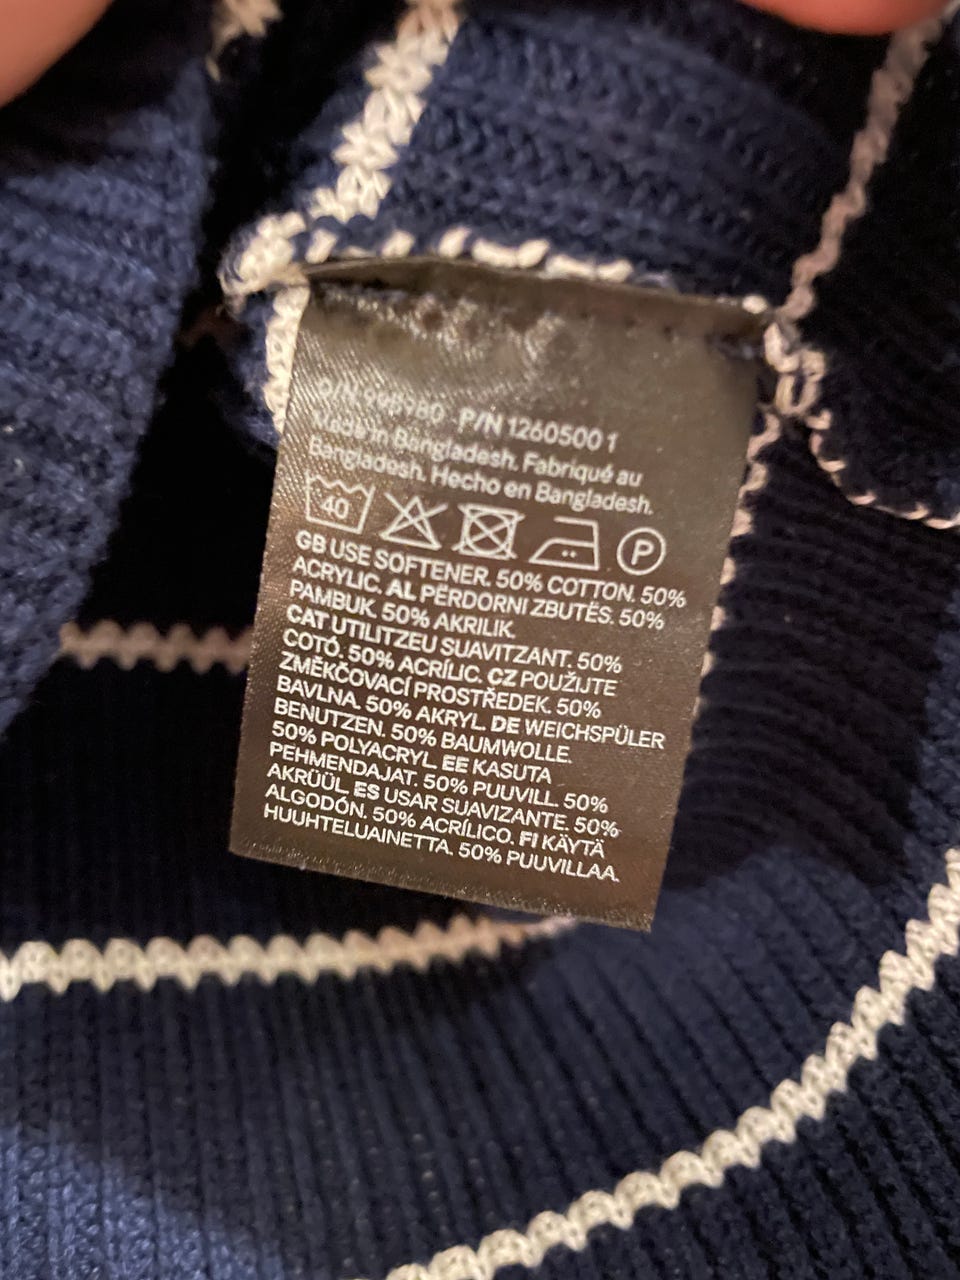 P/N 1260500 1
Made in Bangladesh. Fabriqué au
Bangladesh. Hecho en Bangladesh.
40 P
GB USE SOFTENER. 50% COTTON. 50%
ACRYLIC. AL PËRDORNI ZBUTËS. 50%
PAMBUK. 50% AKRILIK.
CAT UTILITZEU SUAVITZANT. 50%
COTÓ. 50% ACRÍLIC. CZ POUŽIJTE
ZMĚKČOVACÍ PROSTŘEDEK. 50%
BAVLNA. 50% AKRYL. DE WEICHSPÜLER
BENUTZEN. 50% BAUMWOLLE.
50% POLYACRYL. EE KASUTA
PEHMENDAJAT. 50% PUUVILL. 50%
AKRÜÜL. ES USAR SUAVIZANTE. 50%
ALGODÓN. 50% ACRÍLICO. FI KÄYTÄ
HUUHTELUAINETTA. 50% PUUVILLAA.